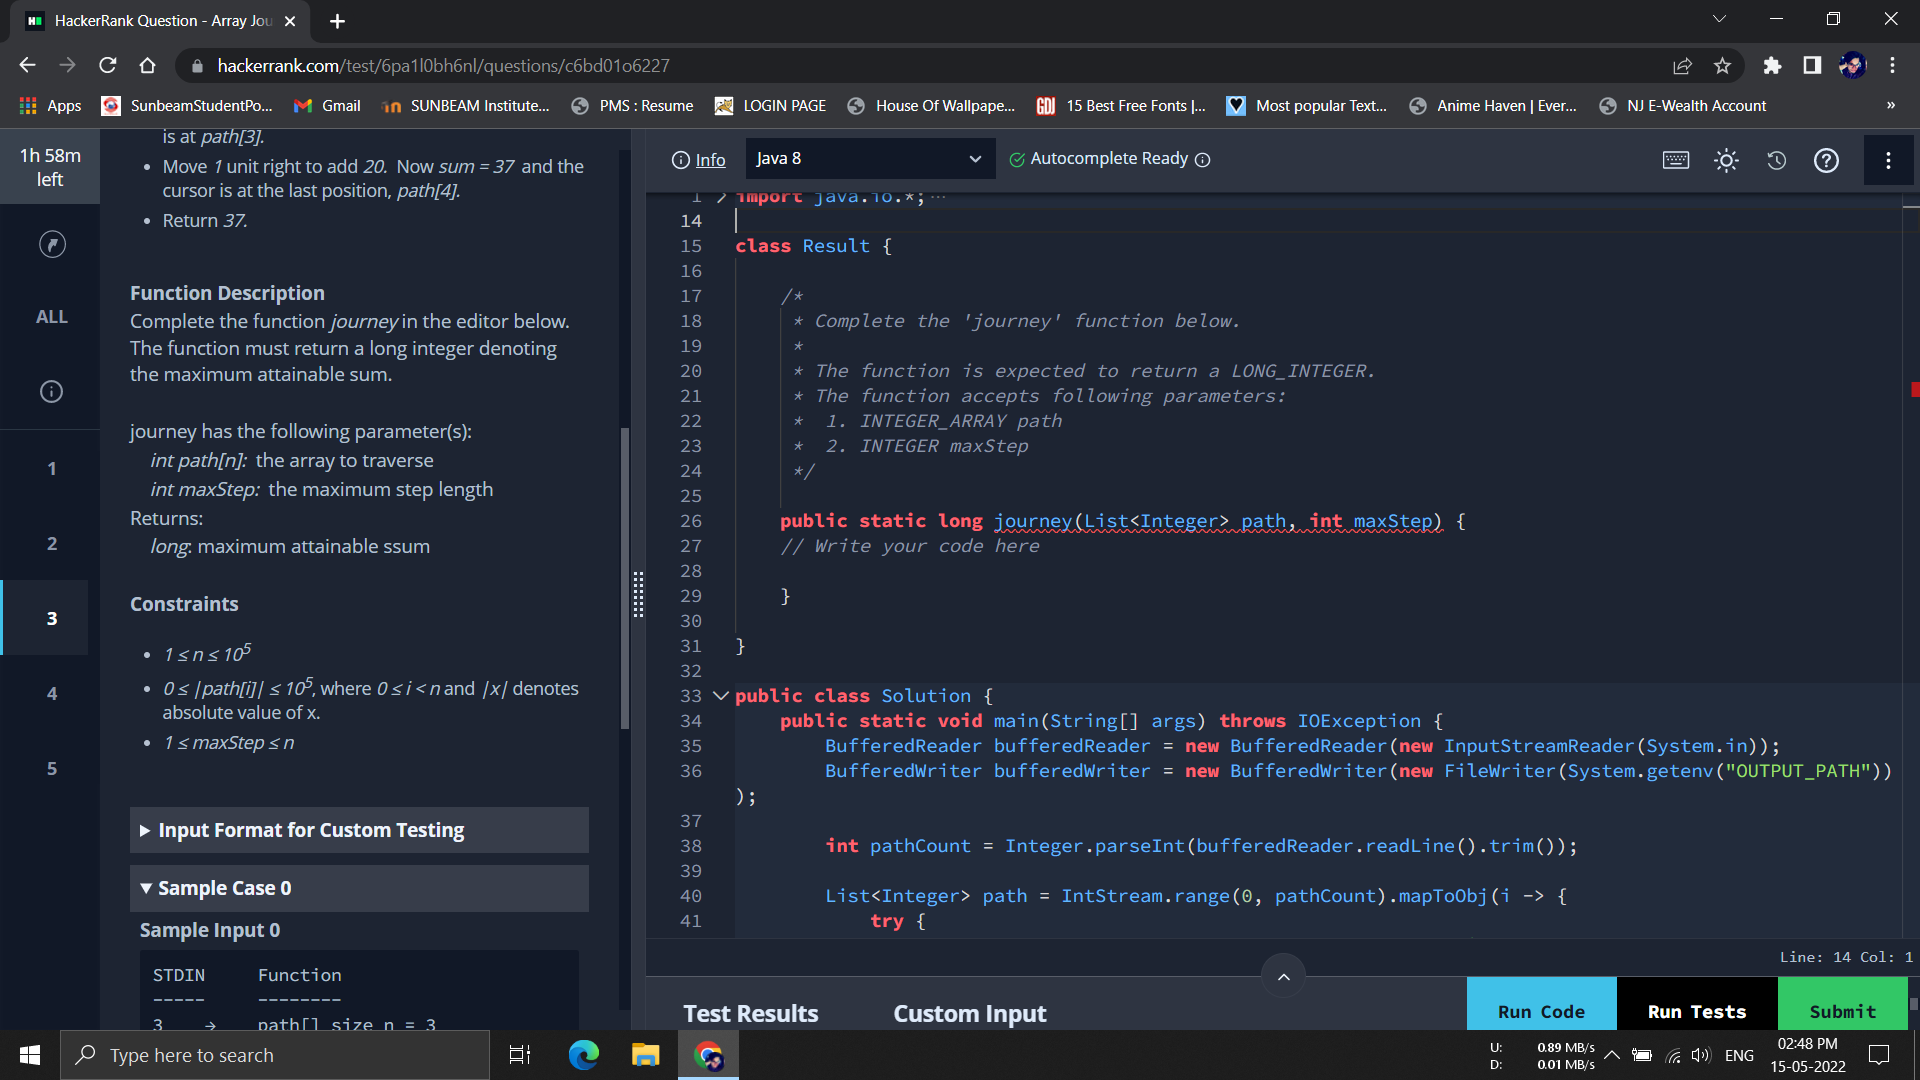 HackerRank Question - Array Jou
hackerrank.com/test/6pa1l0bh6nl/questions/c6bd01o6227
Apps
SunbeamStudentPo...
Gmail
SUNBEAM Institute...
PMS : Resume
LOGIN PAGE
House Of Wallpape...
15 Best Free Fonts |...
Most popular Text...
Anime Haven | Ever...
NJ E-Wealth Account
»
1h 58m
left
ALL
1
2
3
4
5
is at path[3].
• Move 1 unit right to add 20. Now sum = 37 and the
cursor is at the last position, path[4].
• Return 37.
Function Description
Complete the function journey in the editor below.
The function must return a long integer denoting
the maximum attainable sum.
journey has the following parameter(s):
int path[n]: the array to traverse
int maxStep: the maximum step length
Returns:
long: maximum attainable ssum
Constraints
• 1 ≤ n ≤ 10^5
• 0 ≤ |path[i]| ≤ 10^5, where 0 ≤ i < n and |x| denotes
absolute value of x.
• 1 ≤ maxStep ≤ n
Input Format for Custom Testing
Sample Case 0
Sample Input 0
STDIN Function
----- --------
3 → path[] size n = 3
Info
Java 8
Autocomplete Ready
1 import java.io.*; ...
14
15 class Result {
16
17 /*
18 * Complete the 'journey' function below.
19 *
20 * The function is expected to return a LONG_INTEGER.
21 * The function accepts following parameters:
22 * 1. INTEGER_ARRAY path
23 * 2. INTEGER maxStep
24 */
25
26 public static long journey(List<Integer> path, int maxStep) {
27 // Write your code here
28
29 }
30
31 }
32
33 public class Solution {
34 public static void main(String[] args) throws IOException {
35 BufferedReader bufferedReader = new BufferedReader(new InputStreamReader(System.in));
36 BufferedWriter bufferedWriter = new BufferedWriter(new FileWriter(System.getenv("OUTPUT_PATH"))
);
37
38 int pathCount = Integer.parseInt(bufferedReader.readLine().trim());
39
40 List<Integer> path = IntStream.range(0, pathCount).mapToObj(i -> {
41 try {
Line: 14 Col: 1
Test Results
Custom Input
Run Code
Run Tests
Submit
Type here to search
U: 0.89 MB/s
D: 0.01 MB/s
ENG
02:48 PM
15-05-2022